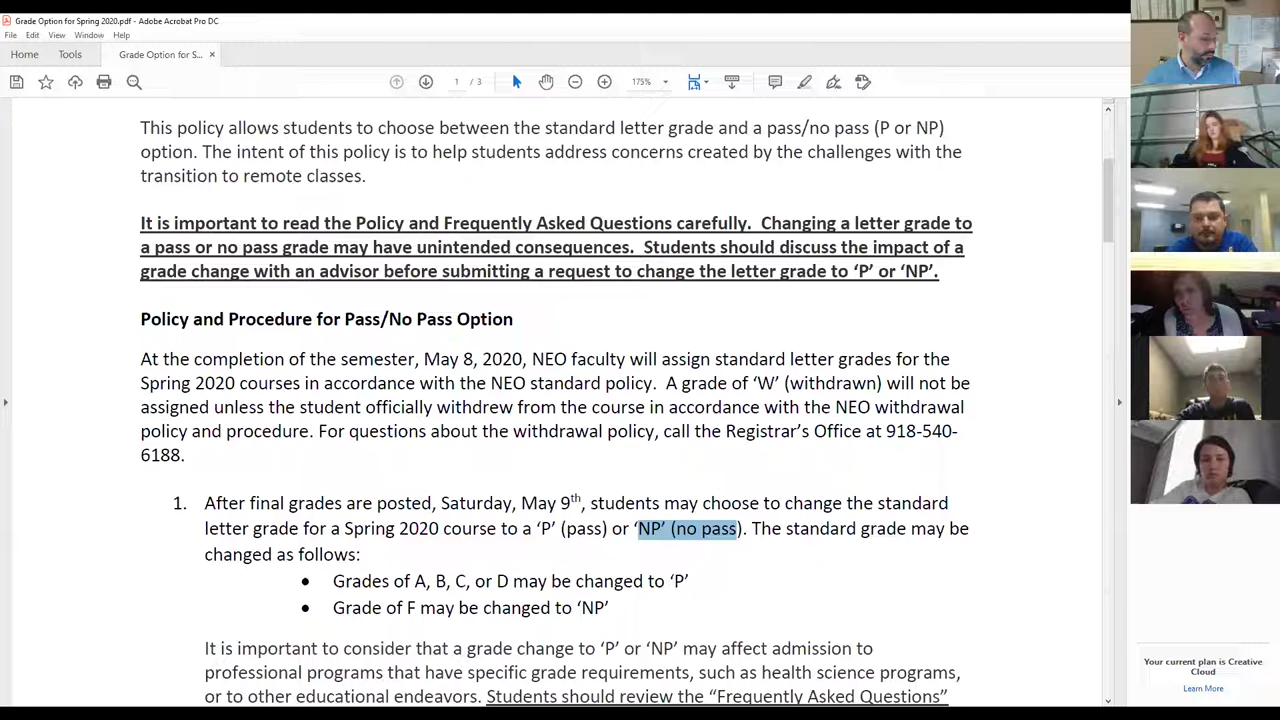 Grade Option for Spring 2020.pdf - Adobe Acrobat Pro DC
File Edit View Window Help
Home Tools Grade Option for S... ×
1 / 3 175%
This policy allows students to choose between the standard letter grade and a pass/no pass (P or NP)
option. The intent of this policy is to help students address concerns created by the challenges with the
transition to remote classes.
It is important to read the Policy and Frequently Asked Questions carefully. Changing a letter grade to
a pass or no pass grade may have unintended consequences. Students should discuss the impact of a
grade change with an advisor before submitting a request to change the letter grade to ‘P’ or ‘NP’.
Policy and Procedure for Pass/No Pass Option
At the completion of the semester, May 8, 2020, NEO faculty will assign standard letter grades for the
Spring 2020 courses in accordance with the NEO standard policy. A grade of ‘W’ (withdrawn) will not be
assigned unless the student officially withdrew from the course in accordance with the NEO withdrawal
policy and procedure. For questions about the withdrawal policy, call the Registrar’s Office at 918-540-
6188.
1. After final grades are posted, Saturday, May 9th, students may choose to change the standard
letter grade for a Spring 2020 course to a ‘P’ (pass) or ‘NP’ (no pass). The standard grade may be
changed as follows:
• Grades of A, B, C, or D may be changed to ‘P’
• Grade of F may be changed to ‘NP’
It is important to consider that a grade change to ‘P’ or ‘NP’ may affect admission to
professional programs that have specific grade requirements, such as health science programs,
or to other educational endeavors. Students should review the “Frequently Asked Questions”
Your current plan is Creative
Cloud
Learn More